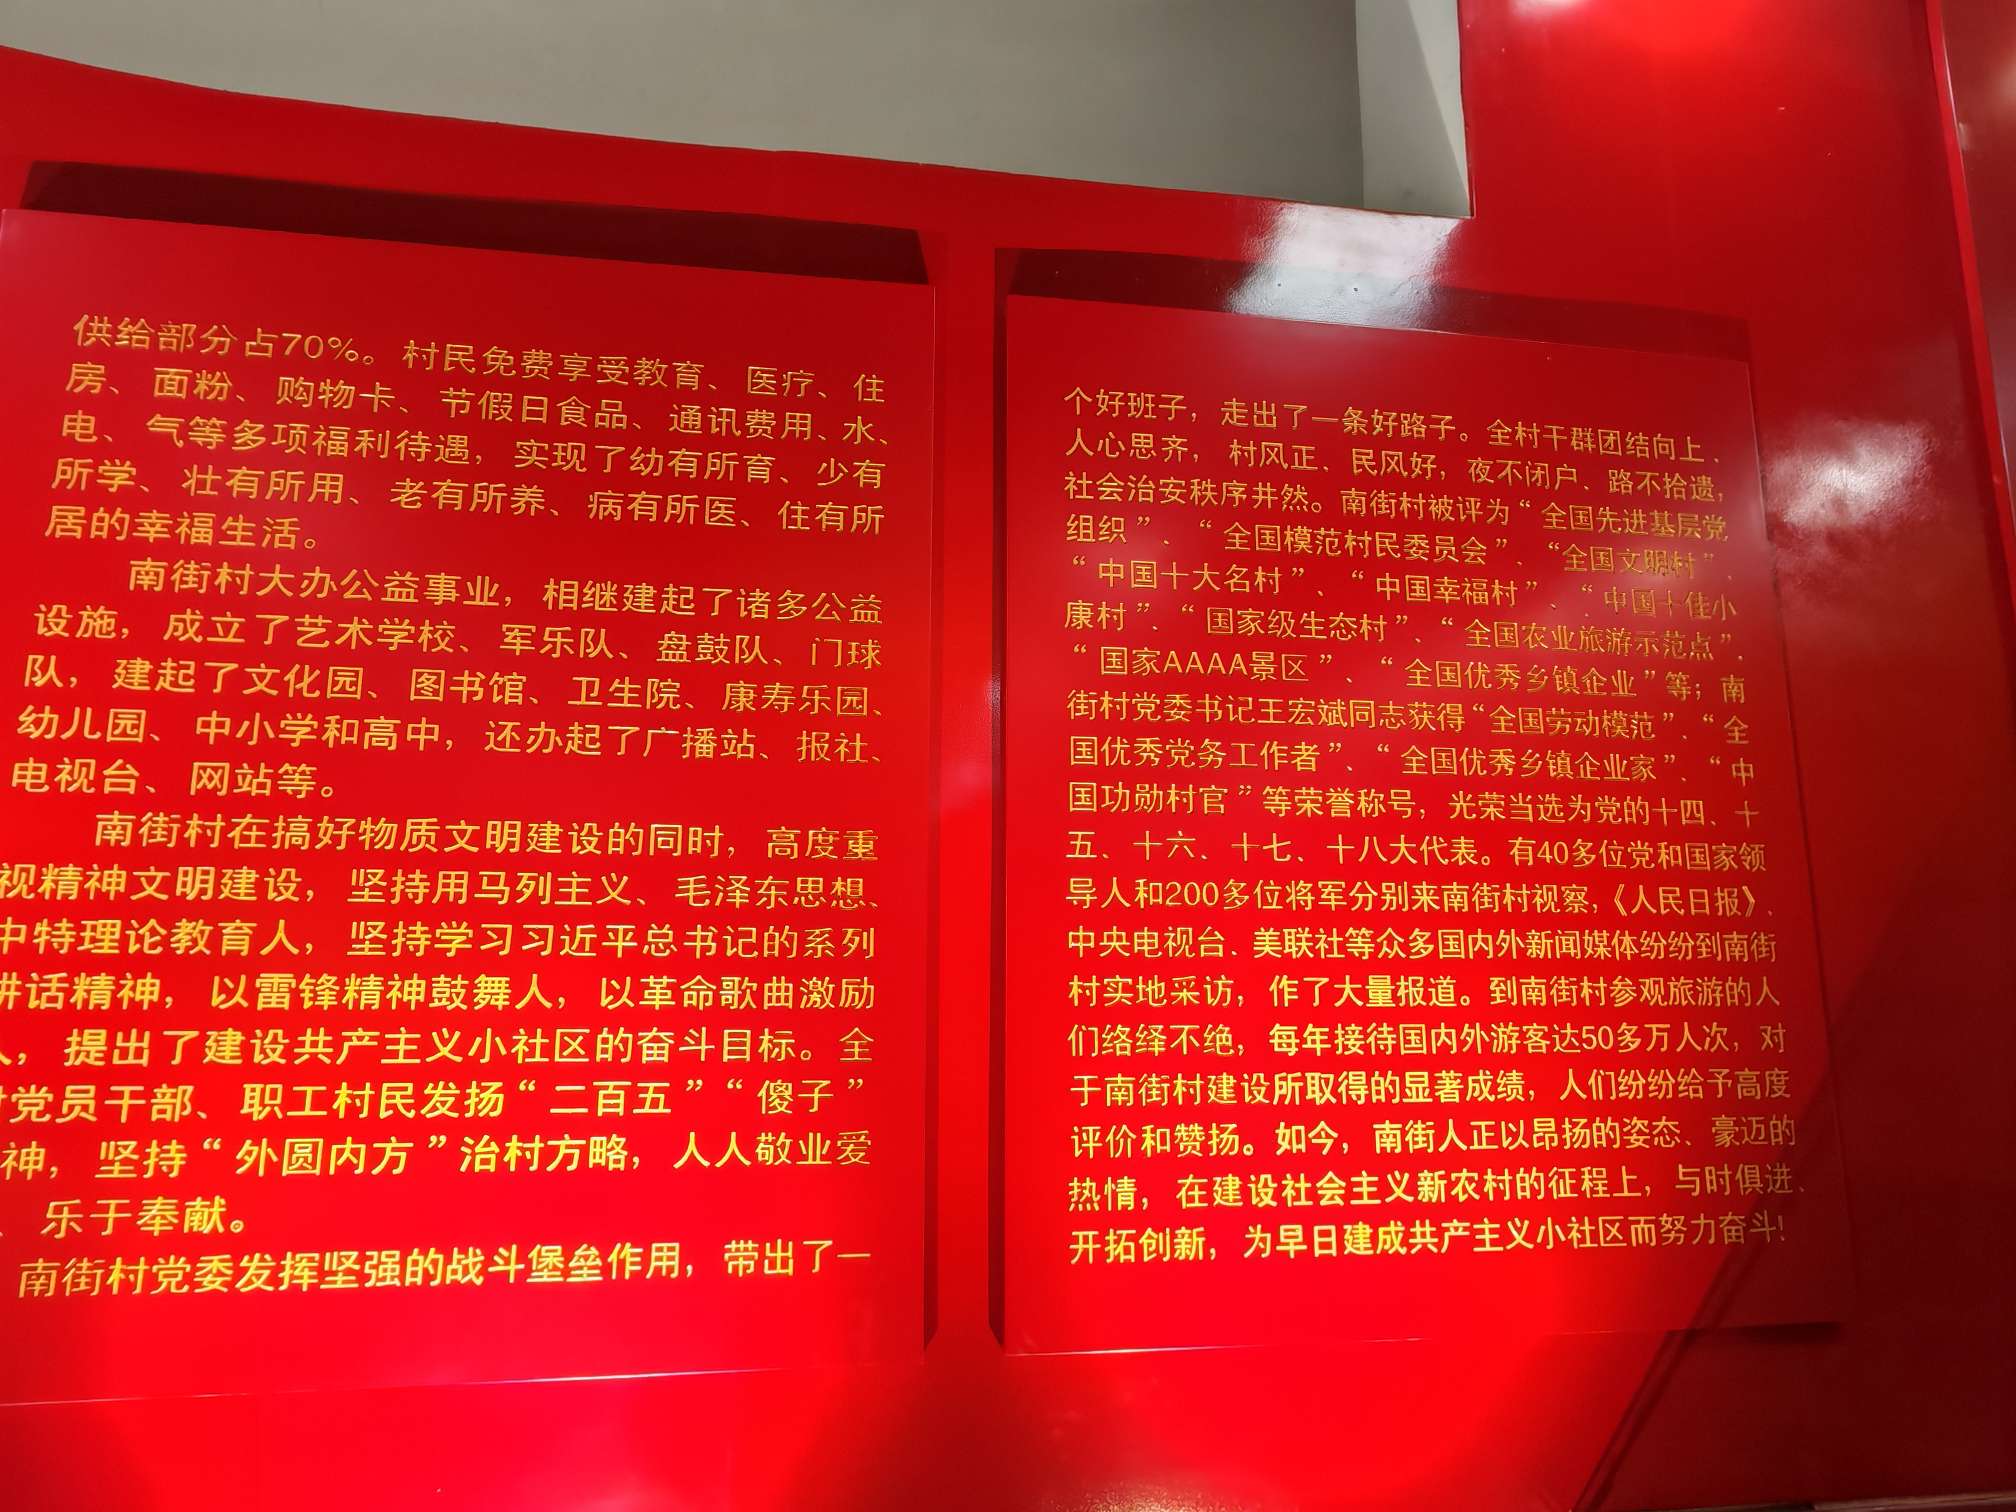 供给部分占70%。村民免费享受教育、医疗、住
房、面粉、购物卡、节假日食品、通讯费用、水、
电、气等多项福利待遇，实现了幼有所育、少有
所学、壮有所用、老有所养、病有所医、住有所
居的幸福生活。
南街村大办公益事业，相继建起了诸多公益
设施，成立了艺术学校、军乐队、盘鼓队、门球
队，建起了文化园、图书馆、卫生院、康寿乐园、
幼儿园、中小学和高中，还办起了广播站、报社、
电视台、网站等。
南街村在搞好物质文明建设的同时，高度重
视精神文明建设，坚持用马列主义、毛泽东思想、
中特理论教育人，坚持学习习近平总书记的系列
讲话精神，以雷锋精神鼓舞人，以革命歌曲激励
人，提出了建设共产主义小社区的奋斗目标。全
村党员干部、职工村民发扬“二百五”“傻子”
神，坚持“外圆内方”治村方略，人人敬业爱
、乐于奉献。
南街村党委发挥坚强的战斗堡垒作用，带出了一
个好班子，走出了一条好路子。全村干群团结向上、
人心思齐，村风正、民风好，夜不闭户、路不拾遗，
社会治安秩序井然。南街村被评为“全国先进基层党
组织”、“全国模范村民委员会”、“全国文明村”、
“中国十大名村”、“中国幸福村”、“中国十佳小
康村”、“国家级生态村”、“全国农业旅游示范点”、
“国家AAAA景区”、“全国优秀乡镇企业”等；南
街村党委书记王宏斌同志获得“全国劳动模范”、“全
国优秀党务工作者”、“全国优秀乡镇企业家”、“中
国功勋村官”等荣誉称号，光荣当选为党的十四、十
五、十六、十七、十八大代表。有40多位党和国家领
导人和200多位将军分别来南街村视察，《人民日报》、
中央电视台、美联社等众多国内外新闻媒体纷纷到南街
村实地采访，作了大量报道。到南街村参观旅游的人
们络绎不绝，每年接待国内外游客达50多万人次，对
于南街村建设所取得的显著成绩，人们纷纷给予高度
评价和赞扬。如今，南街人正以昂扬的姿态、豪迈的
热情，在建设社会主义新农村的征程上，与时俱进、
开拓创新，为早日建成共产主义小社区而努力奋斗！